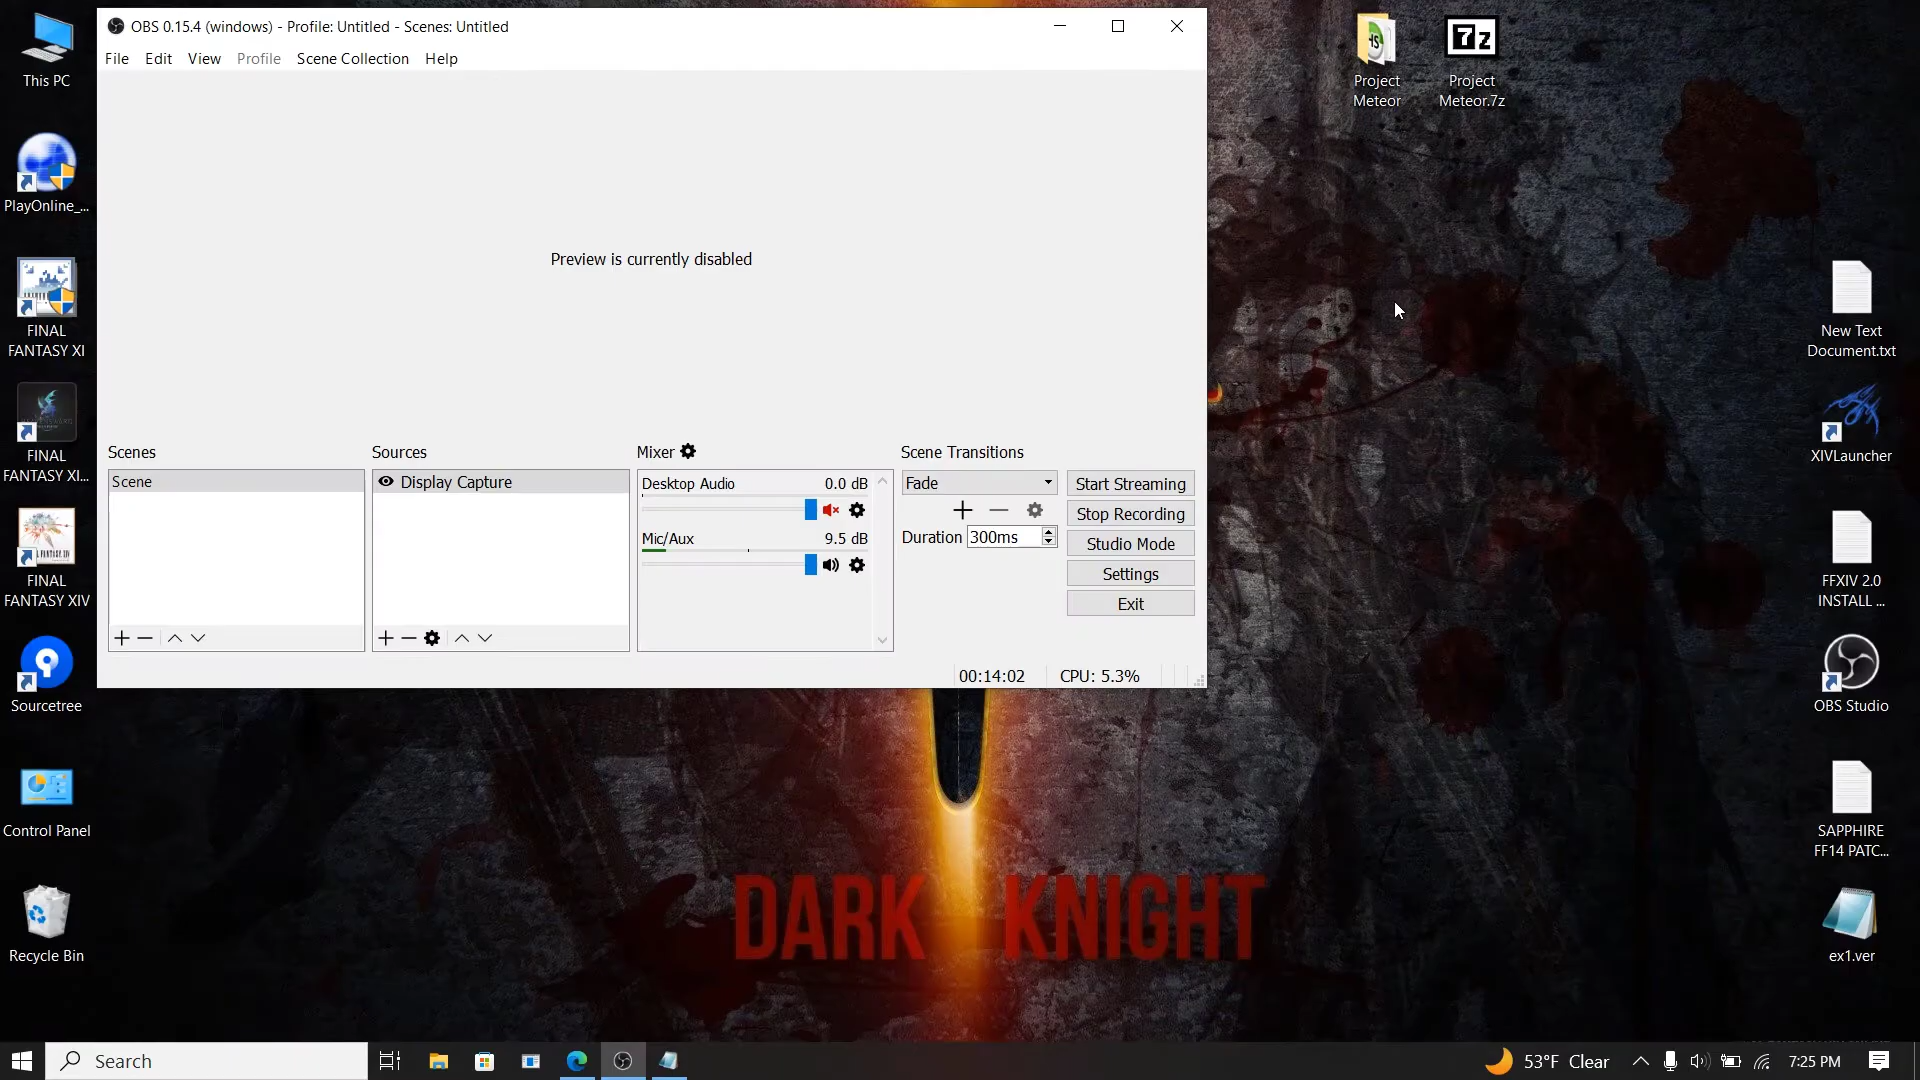 OBS 0.15.4 (windows) - Profile: Untitled - Scenes: Untitled
File Edit View Profile Scene Collection Help
Preview is currently disabled
Scenes
Scene
Sources
Display Capture
Mixer
Desktop Audio 0.0 dB
Mic/Aux 9.5 dB
Scene Transitions
Fade
Duration 300ms
Start Streaming
Stop Recording
Studio Mode
Settings
Exit
00:14:02 CPU: 5.3%
This PC
PlayOnline_...
FINAL
FANTASY XI
FINAL
FANTASY XI...
FINAL
FANTASY XIV
Sourcetree
Control Panel
Recycle Bin
Project
Meteor
7z
Project
Meteor.7z
New Text
Document.txt
XIVLauncher
FFXIV 2.0
INSTALL ...
OBS Studio
SAPPHIRE
FF14 PATC...
ex1.ver
DARK KNIGHT
Search
53°F Clear
7:25 PM